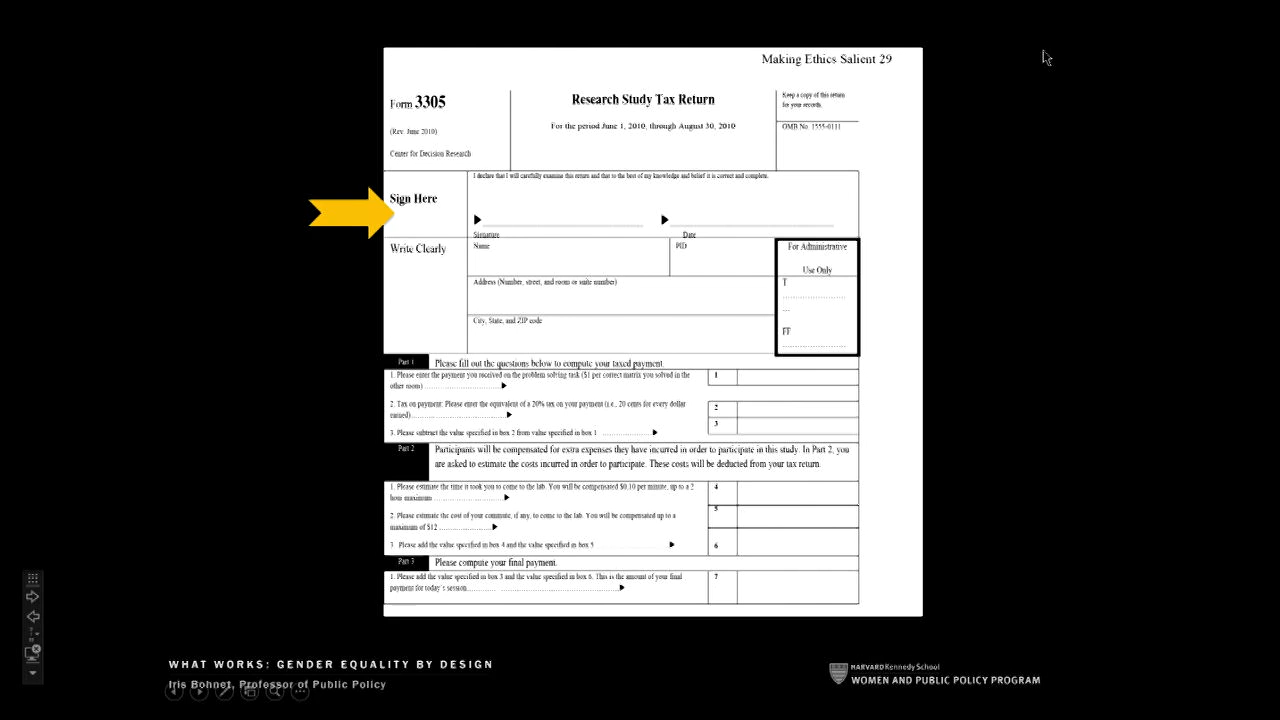 Making Ethics Salient 29
Form 3305
(Rev. June 2010)
Center for Decision Research
Research Study Tax Return
For the period June 1, 2010, through August 30, 2010
Keep a copy of this return
for your records.
OMB No. 1555-0111
Sign Here
I declare that I will carefully examine this return and that to the best of my knowledge and belief it is correct and complete.
Signature
Date
Write Clearly
Name
PID
Address (Number, street, and room or suite number)
City, State, and ZIP code
For Administrative
Use Only
T
....................
...
FF
....................
Part 1
Please fill out the questions below to compute your taxed payment.
1. Please enter the payment you received on the problem solving task ($1 per correct matrix you solved in the
other room)
1
2. Tax on payment: Please enter the equivalent of a 20% tax on your payment (i.e., 20 cents for every dollar
earned)
2
3. Please subtract the value specified in box 2 from value specified in box 1
3
Part 2
Participants will be compensated for extra expenses they have incurred in order to participate in this study. In Part 2, you
are asked to estimate the costs incurred in order to participate. These costs will be deducted from your tax return.
1. Please estimate the time it took you to come to the lab. You will be compensated $0.10 per minute, up to a 2
hour maximum
4
2. Please estimate the cost of your commute, if any, to come to the lab. You will be compensated up to a
maximum of $12
5
3. Please add the value specified in box 4 and the value specified in box 5
6
Part 3
Please compute your final payment.
1. Please add the value specified in box 3 and the value specified in box 6. This is the amount of your final
payment for today's session
7
WHAT WORKS: GENDER EQUALITY BY DESIGN
Iris Bohnet, Professor of Public Policy
HARVARD Kennedy School
WOMEN AND PUBLIC POLICY PROGRAM